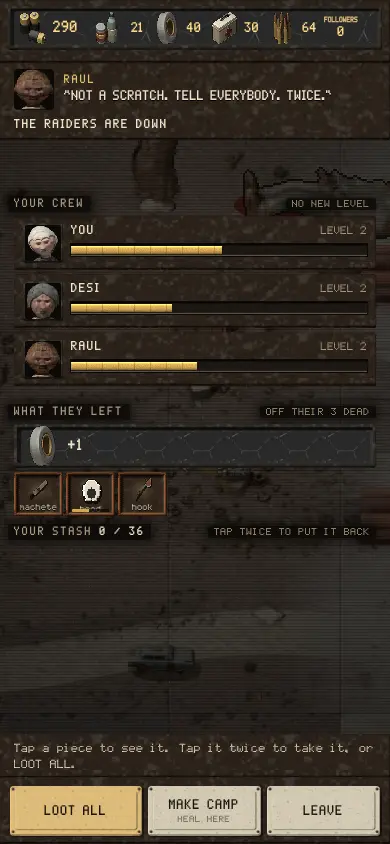 290 21 40 30 64 FOLLOWERS 0
RAUL
"NOT A SCRATCH. TELL EVERYBODY. TWICE."
THE RAIDERS ARE DOWN
YOUR CREW NO NEW LEVEL
YOU LEVEL 2
DESI LEVEL 2
RAUL LEVEL 2
WHAT THEY LEFT OFF THEIR 3 DEAD
+1
machete hook
YOUR STASH 0 / 36 TAP TWICE TO PUT IT BACK
Tap a piece to see it. Tap it twice to take it, or
LOOT ALL.
LOOT ALL MAKE CAMP LEAVE
HEAL HERE